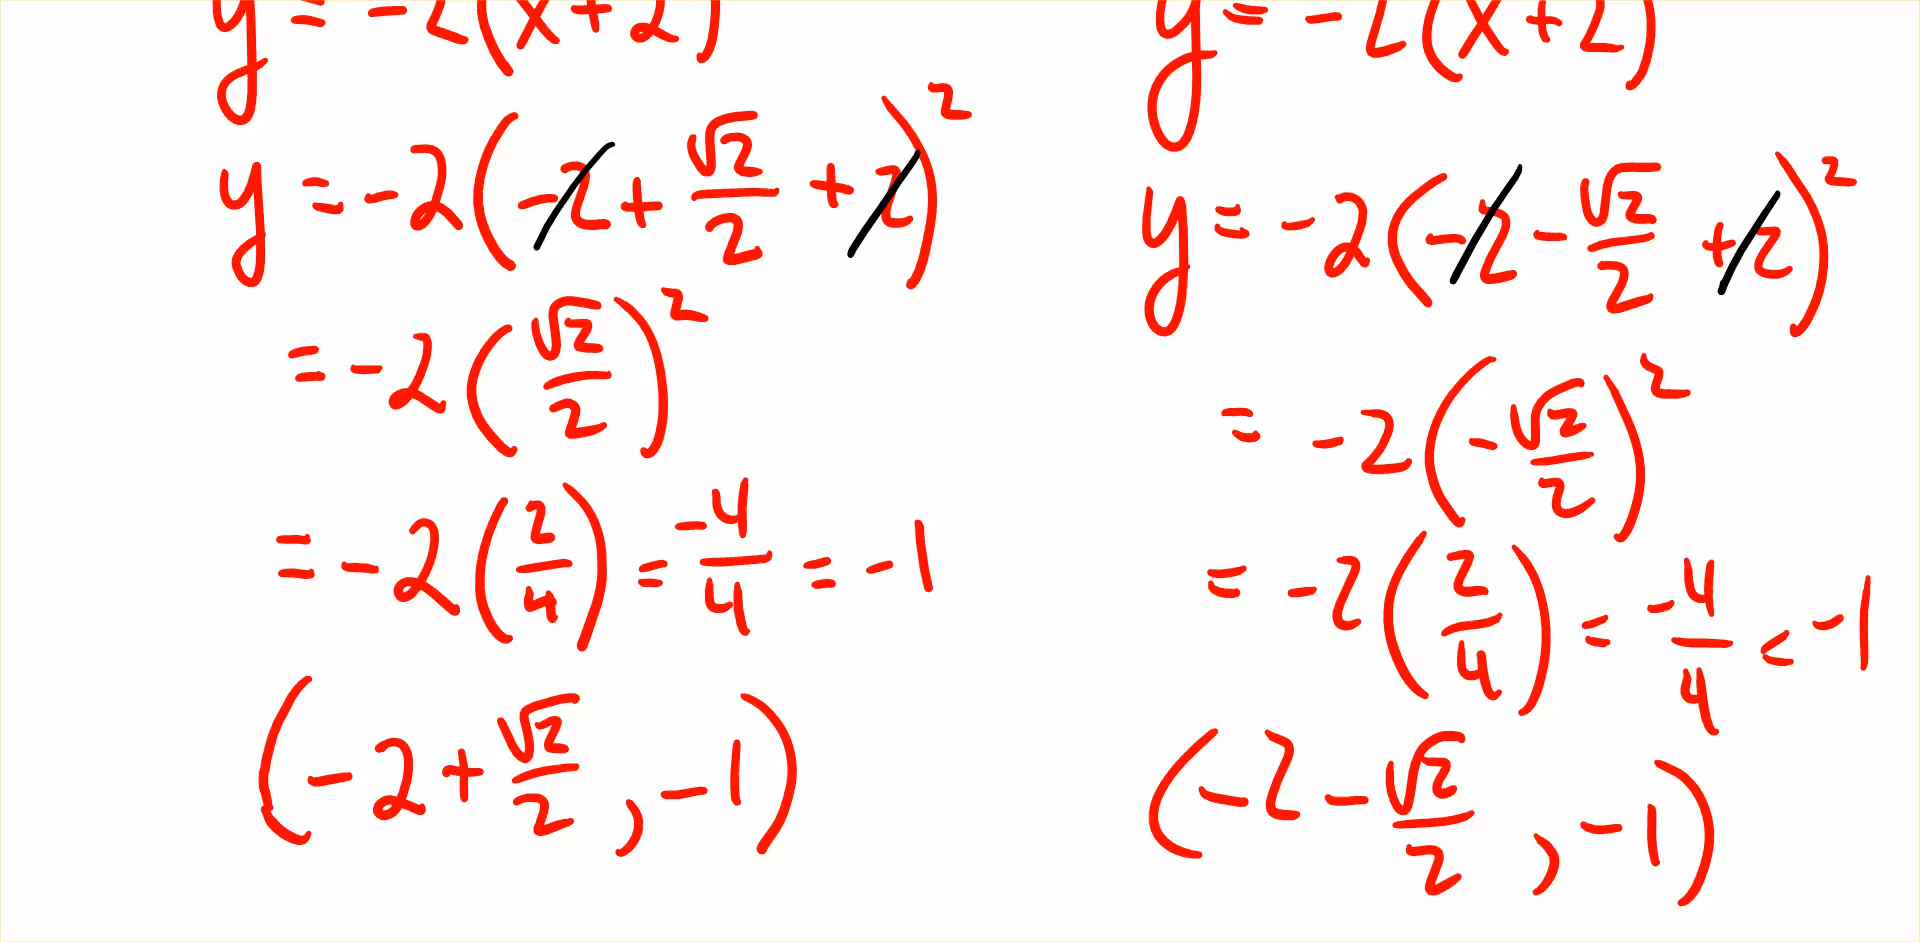 y = -2(x+2)
y = -2(-2 + √2/2 + 2)²
= -2(√2/2)²
= -2(2/4) = -4/4 = -1
(-2 + √2/2, -1)
y = -2(x+2)
y = -2(-2 - √2/2 + 2)²
= -2(-√2/2)²
= -2(2/4) = -4/4 = -1
(-2 - √2/2, -1)